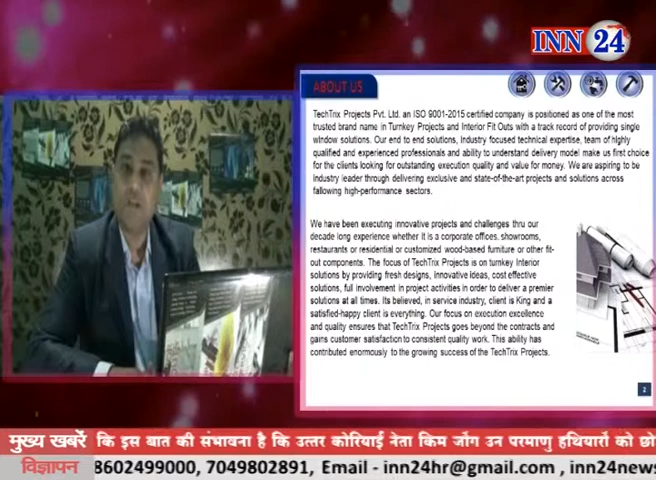 INN 24
ABOUT US
TechTrix Projects Pvt. Ltd. an ISO 9001-2015 certified company is positioned as one of the most
trusted brand name in Turnkey Projects and Interior Fit Outs with a track record of providing single
window solutions. Our end to end solutions, industry focused technical expertise, team of highly
qualified and experienced professionals and ability to understand delivery model make us first choice
for the clients looking for outstanding execution quality and value for money. We are aspiring to be
industry leader through delivering exclusive and state-of-the-art projects and solutions across
fallowing high-performance sectors.
We have been executing innovative projects and challenges thru our
decade long experience whether it is a corporate offices, showrooms,
restaurants or residential or customized wood-based furniture or other fit-
out components. The focus of TechTrix Projects is on turnkey Interior
solutions by providing fresh designs, innovative ideas, cost effective
solutions, full involvement in project activities in order to deliver a premier
solutions at all times. Its believed, in service industry, client is King and a
satisfied-happy client is everything. Our focus on execution excellence
and quality ensures that TechTrix Projects goes beyond the contracts and
gains customer satisfaction to consistent quality work. This ability has
contributed enormously to the growing success of the TechTrix Projects.
2
मुख्य खबरें कि इस बात की संभावना है कि उत्तर कोरियाई नेता किम जोंग उन परमाणु हथियारों को छो
विज्ञापन 8602499000, 7049802891, Email - inn24hr@gmail.com , inn24news